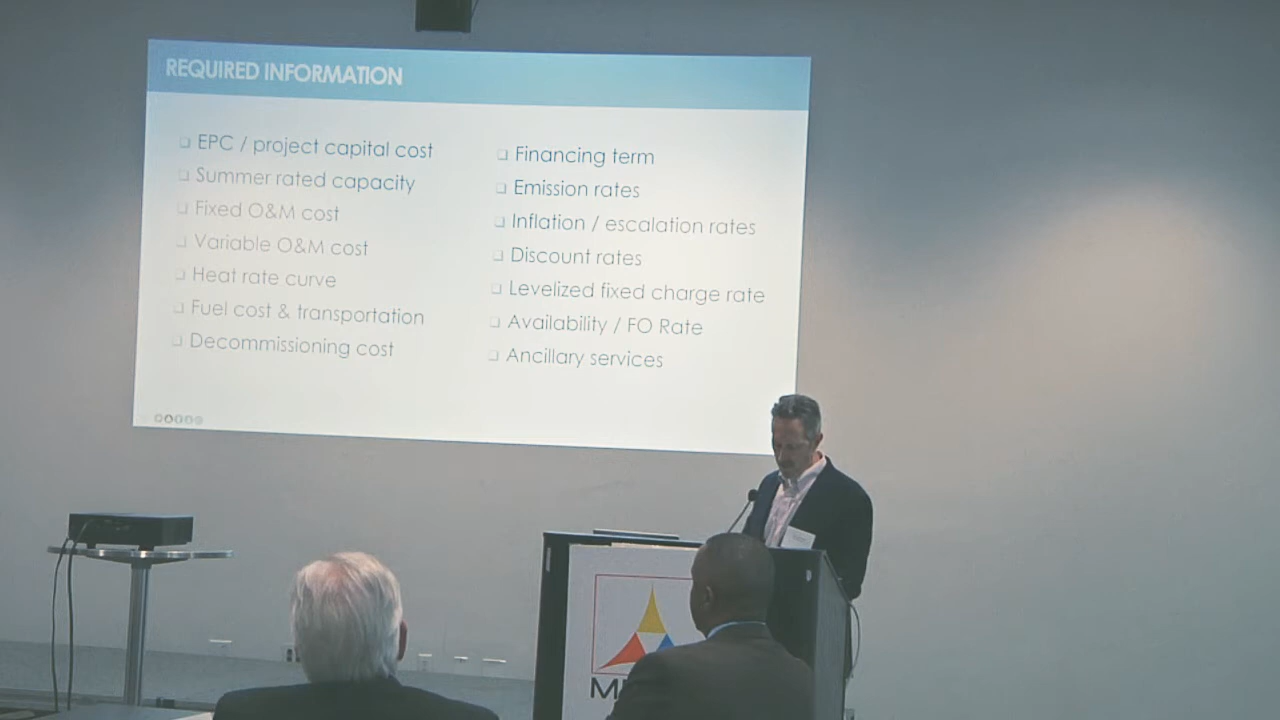 REQUIRED INFORMATION
EPC / project capital cost
Summer rated capacity
Fixed O&M cost
Variable O&M cost
Heat rate curve
Fuel cost & transportation
Decommissioning cost
Financing term
Emission rates
Inflation / escalation rates
Discount rates
Levelized fixed charge rate
Availability / FO Rate
Ancillary services